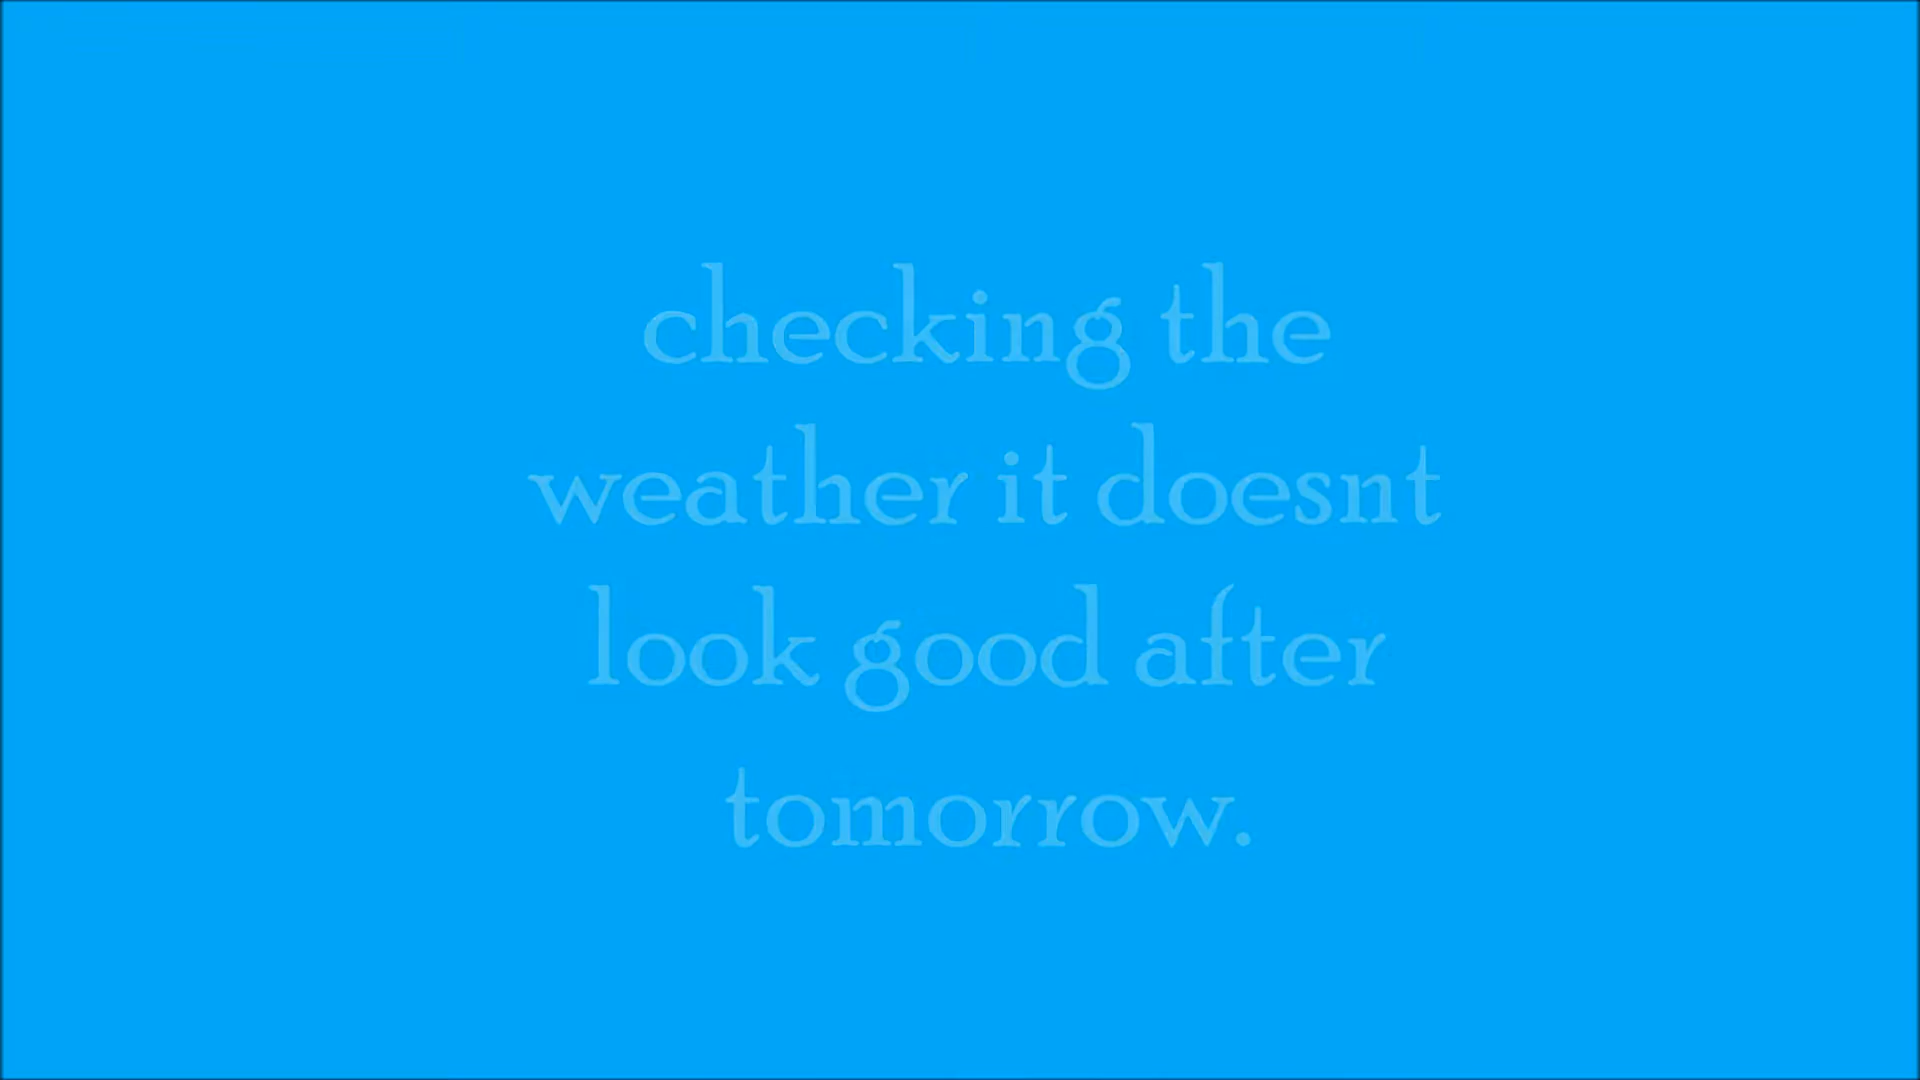 checking the
weather it doesnt
look good after
tomorrow.